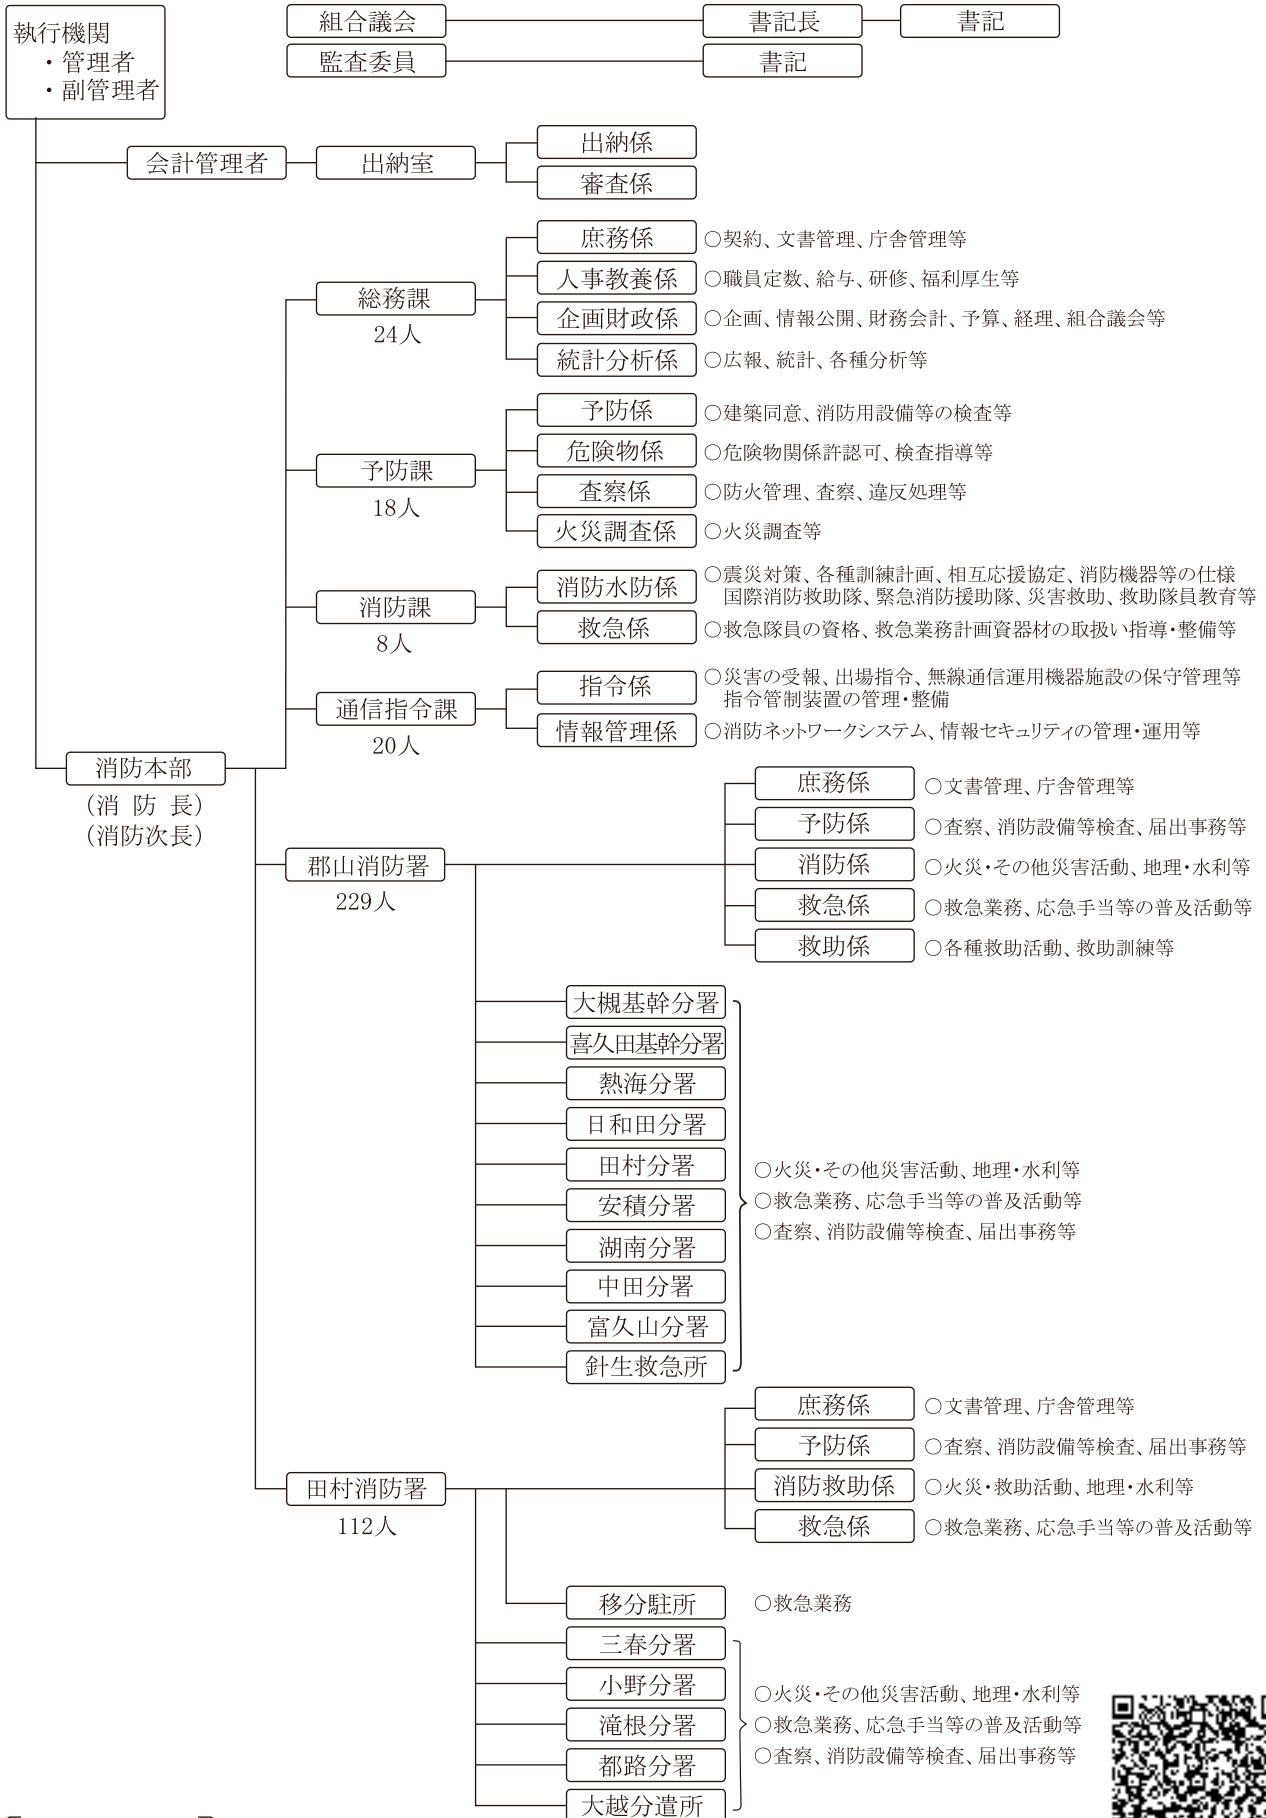 執行機関
・管理者
・副管理者
組合議会
書記長
書記
監査委員
書記
会計管理者
出納室
出納係
審査係
総務課
24人
庶務係
○契約、文書管理、庁舎管理等
人事教養係
○職員定数、給与、研修、福利厚生等
企画財政係
○企画、情報公開、財務会計、予算、経理、組合議会等
統計分析係
○広報、統計、各種分析等
予防課
18人
予防係
○建築同意、消防用設備等の検査等
危険物係
○危険物関係許認可、検査指導等
査察係
○防火管理、査察、違反処理等
火災調査係
○火災調査等
消防課
8人
消防水防係
○震災対策、各種訓練計画、相互応援協定、消防機器等の仕様
国際消防救助隊、緊急消防援助隊、災害救助、救助隊員教育等
救急係
○救急隊員の資格、救急業務計画資器材の取扱い指導・整備等
通信指令課
20人
指令係
○災害の受報、出場指令、無線通信運用機器施設の保守管理等
指令管制装置の管理・整備
情報管理係
○消防ネットワークシステム、情報セキュリティの管理・運用等
消防本部
（消 防 長）
（消防次長）
郡山消防署
229人
庶務係
○文書管理、庁舎管理等
予防係
○査察、消防設備等検査、届出事務等
消防係
○火災・その他災害活動、地理・水利等
救急係
○救急業務、応急手当等の普及活動等
救助係
○各種救助活動、救助訓練等
大槻基幹分署
喜久田基幹分署
熱海分署
日和田分署
田村分署
安積分署
湖南分署
中田分署
富久山分署
針生救急所
○火災・その他災害活動、地理・水利等
○救急業務、応急手当等の普及活動等
○査察、消防設備等検査、届出事務等
田村消防署
112人
庶務係
○文書管理、庁舎管理等
予防係
○査察、消防設備等検査、届出事務等
消防救助係
○火災・救助活動、地理・水利等
救急係
○救急業務、応急手当等の普及活動等
移分駐所
○救急業務
三春分署
小野分署
滝根分署
都路分署
大越分遣所
○火災・その他災害活動、地理・水利等
○救急業務、応急手当等の普及活動等
○査察、消防設備等検査、届出事務等